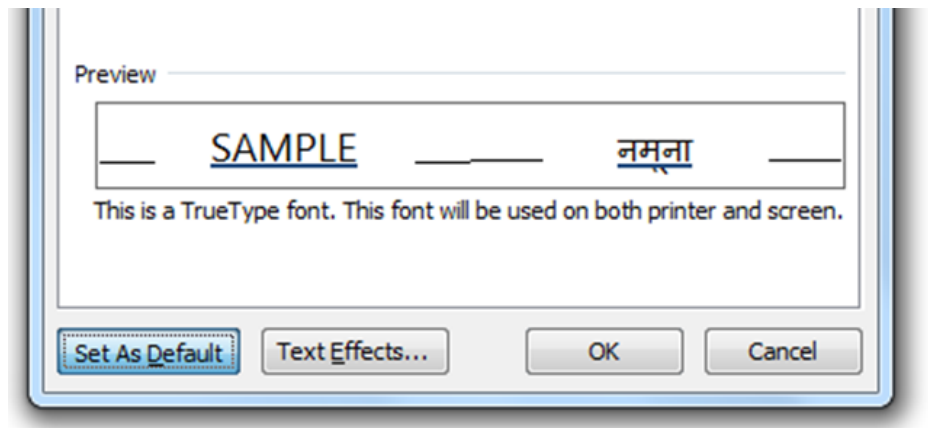 Preview
SAMPLE नमूना
This is a TrueType font. This font will be used on both printer and screen.
Set As Default Text Effects... OK Cancel